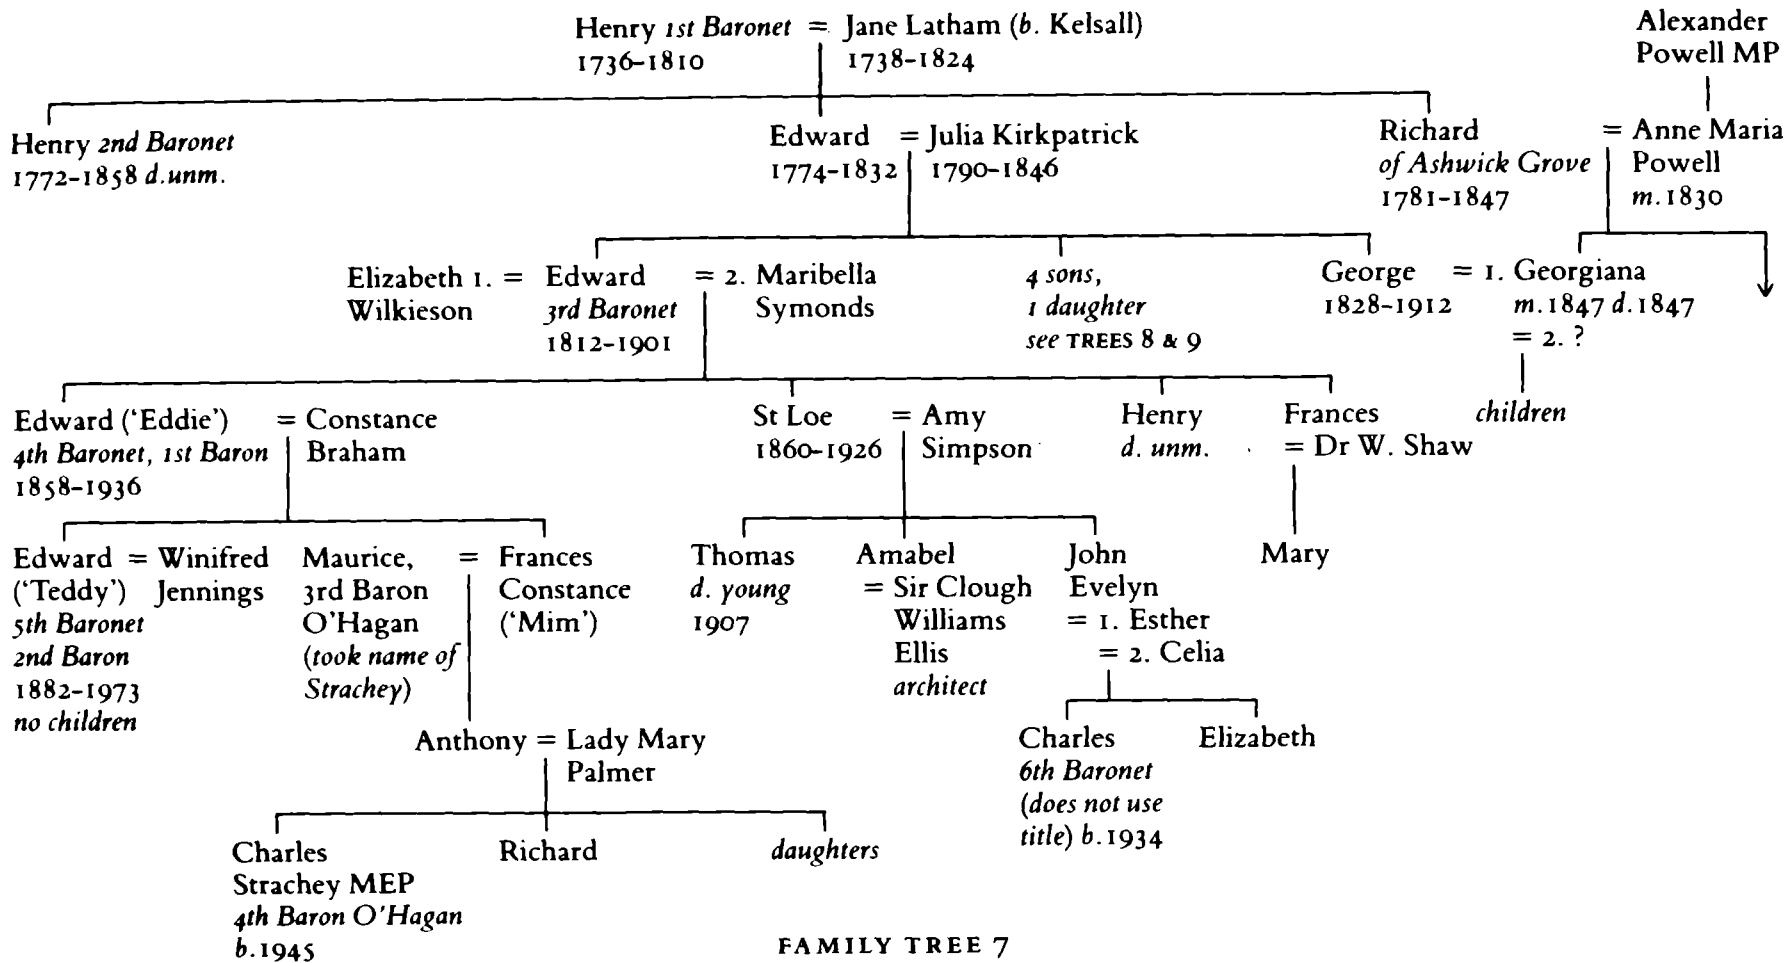 Henry 1st Baronet = Jane Latham (b. Kelsall)
1736–1810
1738–1824
Alexander
Powell MP
Henry 2nd Baronet
1772–1858 d.unm.
Edward = Julia Kirkpatrick
1774–1832
1790–1846
Richard
of Ashwick Grove
1781–1847
= Anne Maria
Powell
m.1830
Elizabeth 1. =
Wilkieson
Edward
3rd Baronet
1812–1901
= 2. Maribella
Symonds
4 sons,
1 daughter
see TREES 8 & 9
George
1828–1912
= 1. Georgiana
m.1847 d.1847
= 2. ?
Edward (‘Eddie’)
4th Baronet, 1st Baron
1858–1936
= Constance
Braham
St Loe
1860–1926
= Amy
Simpson
Henry
d. unm.
Frances
= Dr W. Shaw
children
Edward
(‘Teddy’)
5th Baronet
2nd Baron
1882–1973
no children
= Winifred
Jennings
Maurice,
3rd Baron
O’Hagan
(took name of
Strachey)
= Frances
Constance
(‘Mim’)
Thomas
d. young
1907
Amabel
= Sir Clough
Williams
Ellis
architect
John
Evelyn
= 1. Esther
= 2. Celia
Mary
Anthony = Lady Mary
Palmer
Charles
6th Baronet
(does not use
title) b.1934
Elizabeth
Charles
Strachey MEP
4th Baron O’Hagan
b.1945
Richard
daughters
FAMILY TREE 7